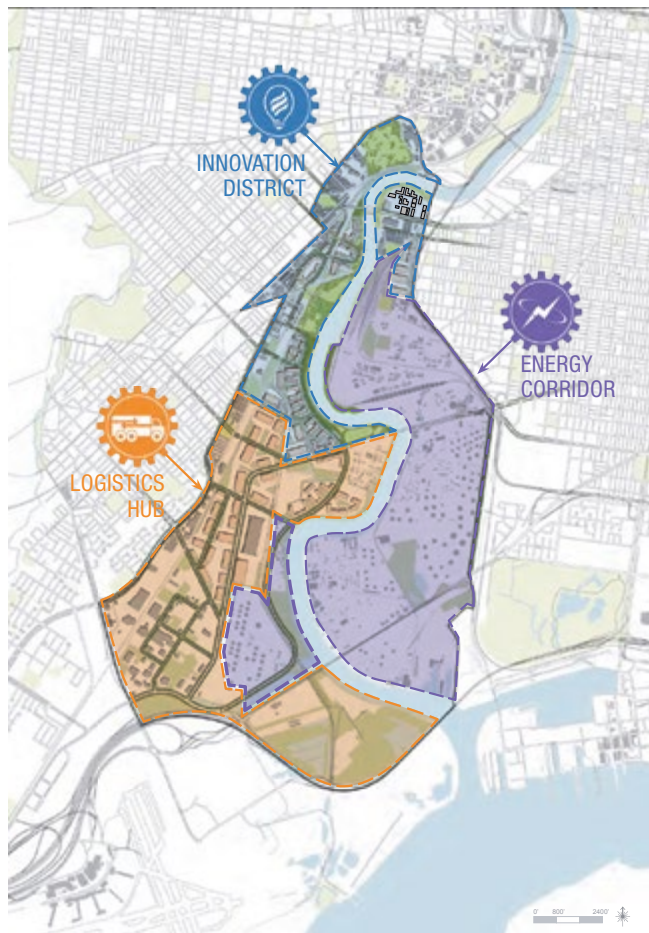 INNOVATION
DISTRICT
ENERGY
CORRIDOR
LOGISTICS
HUB
0' 800' 2400'